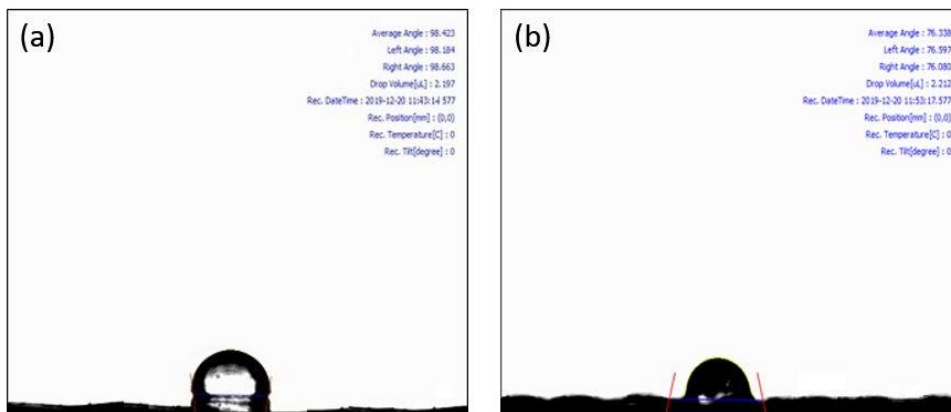 (a)
Average Angle : 98.423
Left Angle : 98.184
Right Angle : 98.663
Drop Volume[uL] : 2.197
Rec. DateTime : 2019-12-20 11:43:14 577
Rec. Position[mm] : (0,0)
Rec. Temperature[C] : 0
Rec. Tilt[degree] : 0
(b)
Average Angle : 76.338
Left Angle : 76.597
Right Angle : 76.080
Drop Volume[uL] : 2.212
Rec. DateTime : 2019-12-20 11:53:17.577
Rec. Position[mm] : (0,0)
Rec. Temperature[C] : 0
Rec. Tilt[degree] : 0